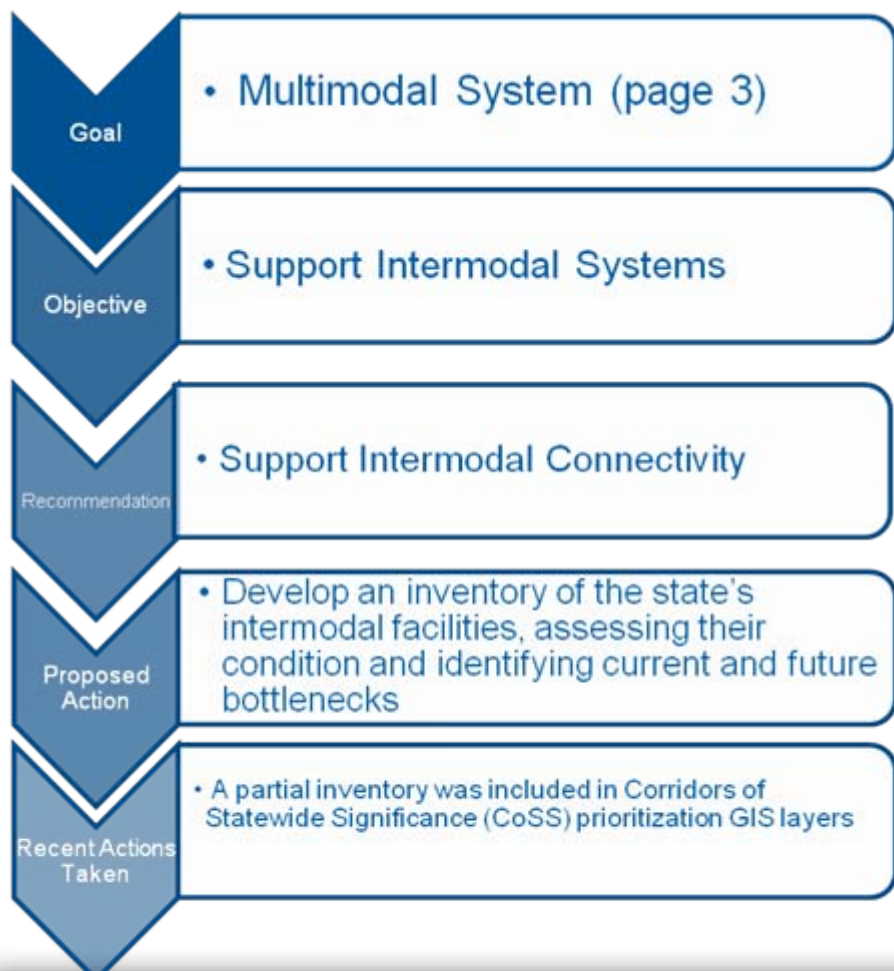 Goal
• Multimodal System (page 3)
Objective
• Support Intermodal Systems
Recommendation
• Support Intermodal Connectivity
Proposed
Action
• Develop an inventory of the state's
intermodal facilities, assessing their
condition and identifying current and future
bottlenecks
Recent Actions
Taken
• A partial inventory was included in Corridors of
Statewide Significance (CoSS) prioritization GIS layers